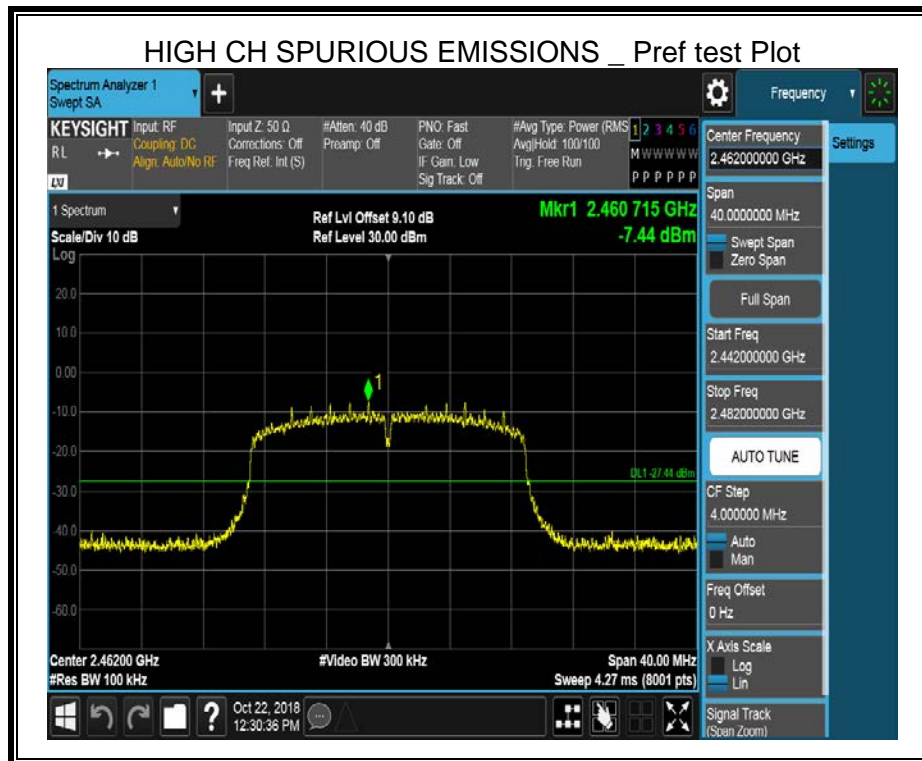 HIGH CH SPURIOUS EMISSIONS _ Pref test Plot
Spectrum Analyzer 1
Swept SA
+
Frequency
KEYSIGHT
RL
LXI
Input: RF
Coupling: DC
Align: Auto/No RF
Input Z: 50 Ω
Corrections: Off
Freq Ref: Int (S)
#Atten: 40 dB
Preamp: Off
PNO: Fast
Gate: Off
IF Gain: Low
Sig Track: Off
#Avg Type: Power (RMS
Avg|Hold: 100/100
Trig: Free Run
1 2 3 4 5 6
M W W W W W
P P P P P P
Center Frequency
2.462000000 GHz
Settings
1 Spectrum
Scale/Div 10 dB
Log
Ref Lvl Offset 9.10 dB
Ref Level 30.00 dBm
Mkr1 2.460 715 GHz
-7.44 dBm
20.0
10.0
0.00
-10.0
-20.0
-30.0
-40.0
-50.0
-60.0
1
DL1 -27.44 dBm
Center 2.46200 GHz
#Res BW 100 kHz
#Video BW 300 kHz
Span 40.00 MHz
Sweep 4.27 ms (8001 pts)
Span
40.0000000 MHz
Swept Span
Zero Span
Full Span
Start Freq
2.442000000 GHz
Stop Freq
2.482000000 GHz
AUTO TUNE
CF Step
4.000000 MHz
Auto
Man
Freq Offset
0 Hz
X Axis Scale
Log
Lin
Signal Track
(Span Zoom)
?
Oct 22, 2018
12:30:36 PM